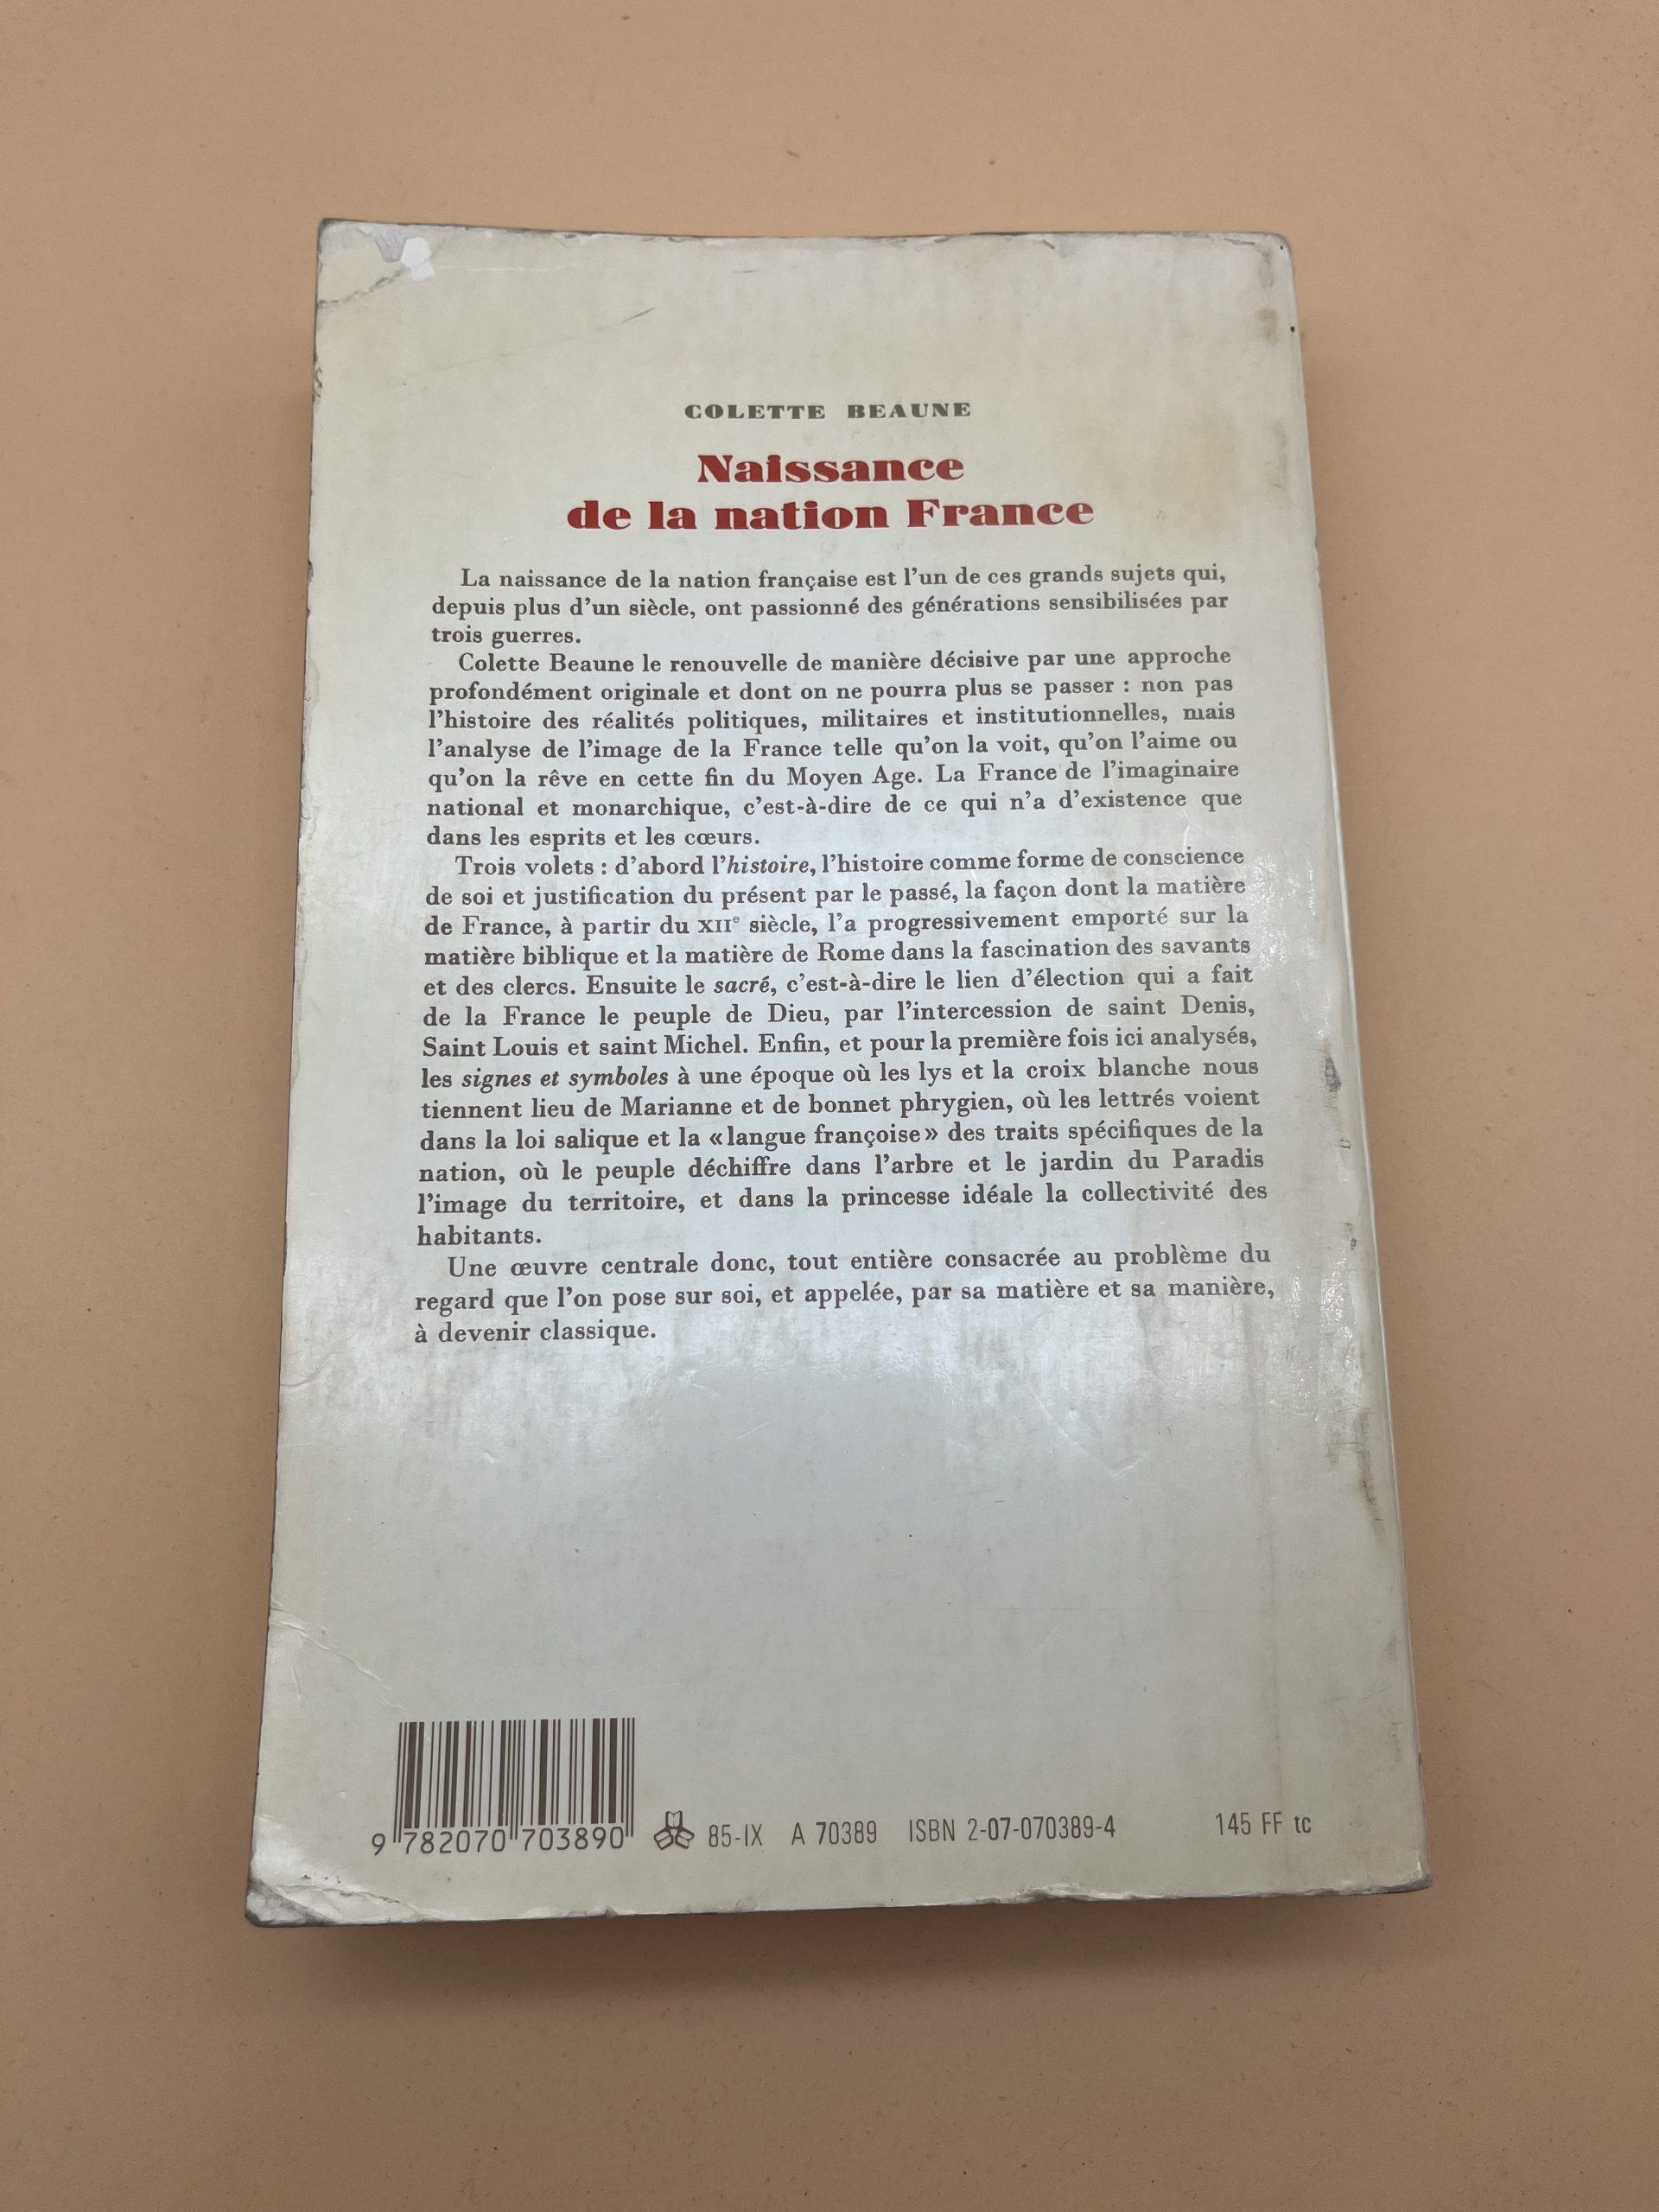 COLETTE BEAUNE
Naissance
de la nation France
La naissance de la nation française est l'un de ces grands sujets qui,
depuis plus d'un siècle, ont passionné des générations sensibilisées par
trois guerres.
Colette Beaune le renouvelle de manière décisive par une approche
profondément originale et dont on ne pourra plus se passer : non pas
l'histoire des réalités politiques, militaires et institutionnelles, mais
l'analyse de l'image de la France telle qu'on la voit, qu'on l'aime ou
qu'on la rêve en cette fin du Moyen Age. La France de l'imaginaire
national et monarchique, c'est-à-dire de ce qui n'a d'existence que
dans les esprits et les cœurs.
Trois volets : d'abord l'histoire, l'histoire comme forme de conscience
de soi et justification du présent par le passé, la façon dont la matière
de France, à partir du XIIe siècle, l'a progressivement emporté sur la
matière biblique et la matière de Rome dans la fascination des savants
et des clercs. Ensuite le sacré, c'est-à-dire le lien d'élection qui a fait
de la France le peuple de Dieu, par l'intercession de saint Denis,
Saint Louis et saint Michel. Enfin, et pour la première fois ici analysés,
les signes et symboles à une époque où les lys et la croix blanche nous
tiennent lieu de Marianne et de bonnet phrygien, où les lettrés voient
dans la loi salique et la «langue françoise» des traits spécifiques de la
nation, où le peuple déchiffre dans l'arbre et le jardin du Paradis
l'image du territoire, et dans la princesse idéale la collectivité des
habitants.
Une œuvre centrale donc, tout entière consacrée au problème du
regard que l'on pose sur soi, et appelée, par sa matière et sa manière,
à devenir classique.
9 782070 703890 85-IX A 70389 ISBN 2-07-070389-4 145 FF tc